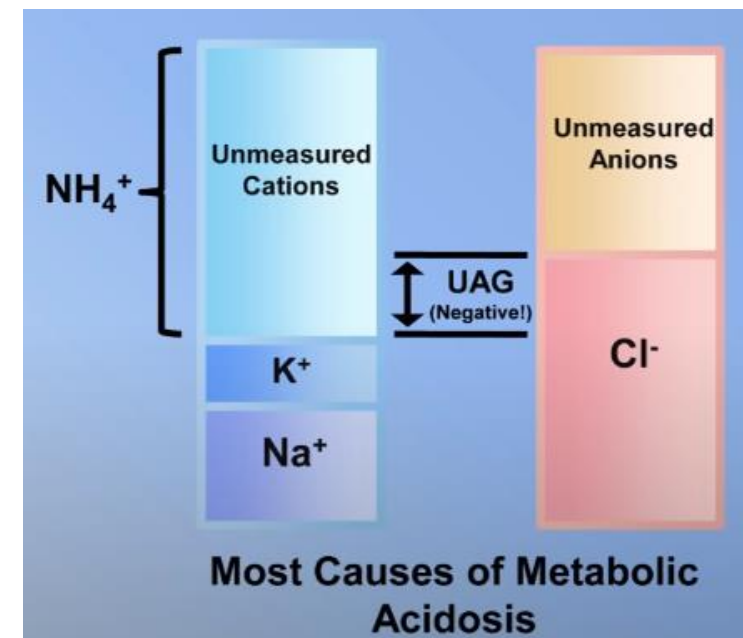 Unmeasured
Cations
NH₄⁺
K⁺
Na⁺
UAG
(Negative!)
Unmeasured
Anions
Cl⁻
Most Causes of Metabolic
Acidosis